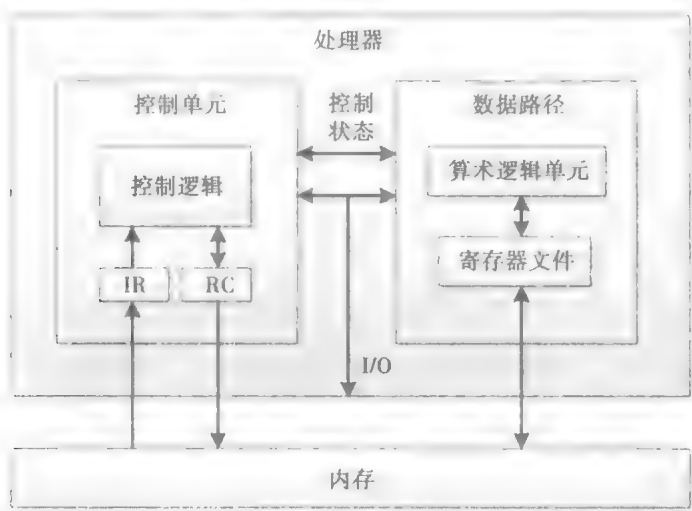 处理器
控制单元
控制
状态
数据路径
控制逻辑
算术逻辑单元
寄存器文件
IR
RC
I/O
内存